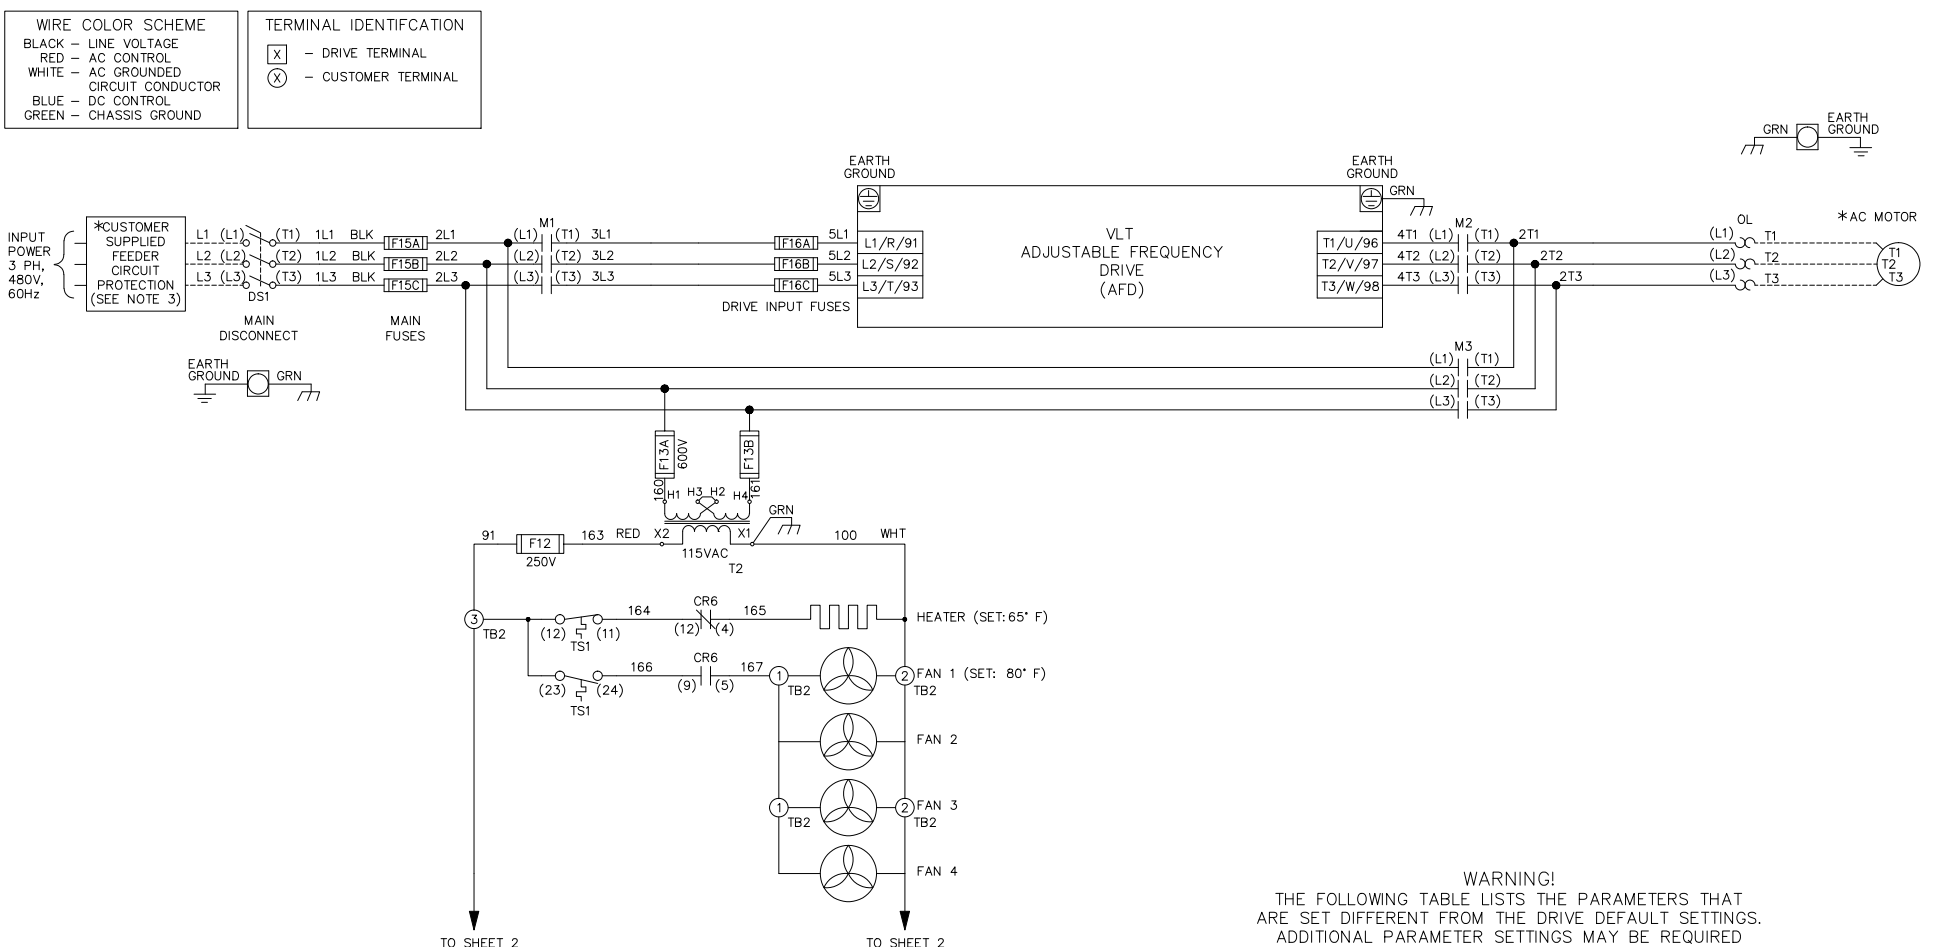 WIRE COLOR SCHEME
BLACK – LINE VOLTAGE
RED – AC CONTROL
WHITE – AC GROUNDED
CIRCUIT CONDUCTOR
BLUE – DC CONTROL
GREEN – CHASSIS GROUND
TERMINAL IDENTIFCATION
X – DRIVE TERMINAL
X – CUSTOMER TERMINAL
GRN
EARTH
GROUND
INPUT
POWER
3 PH,
480V,
60Hz
*CUSTOMER
SUPPLIED
FEEDER
CIRCUIT
PROTECTION
(SEE NOTE 3)
L1 (L1) (T1) 1L1 BLK F15A 2L1 (L1) M1 (T1) 3L1 F16A 5L1 L1/R/91
L2 (L2) (T2) 1L2 BLK F15B 2L2 (L2) (T2) 3L2 F16B 5L2 L2/S/92
L3 (L3) (T3) 1L3 BLK F15C 2L3 (L3) (T3) 3L3 F16C 5L3 L3/T/93
DS1
MAIN
DISCONNECT
MAIN
FUSES
DRIVE INPUT FUSES
EARTH
GROUND
VLT
ADJUSTABLE FREQUENCY
DRIVE
(AFD)
EARTH
GROUND
GRN
T1/U/96 4T1 (L1) M2 (T1) 2T1 (L1) OL T1
T2/V/97 4T2 (L2) (T2) 2T2 (L2) T2
T3/W/98 4T3 (L3) (T3) 2T3 (L3) T3
*AC MOTOR
T1
T2
T3
M3
(L1) (T1)
(L2) (T2)
(L3) (T3)
EARTH
GROUND
GRN
F13A
600V
F13B
160
H1 H3 H2 H4
161
GRN
91 F12 163 RED X2 X1 100 WHT
250V
115VAC
T2
3
TB2
(12) (11)
TS1
164
CR6
(12) (4)
165
HEATER (SET:65° F)
(23) (24)
TS1
166
CR6
(9) (5)
167
1
TB2
2
TB2
FAN 1 (SET: 80° F)
FAN 2
1
TB2
2
TB2
FAN 3
FAN 4
TO SHEET 2
TO SHEET 2
WARNING!
THE FOLLOWING TABLE LISTS THE PARAMETERS THAT
ARE SET DIFFERENT FROM THE DRIVE DEFAULT SETTINGS.
ADDITIONAL PARAMETER SETTINGS MAY BE REQUIRED